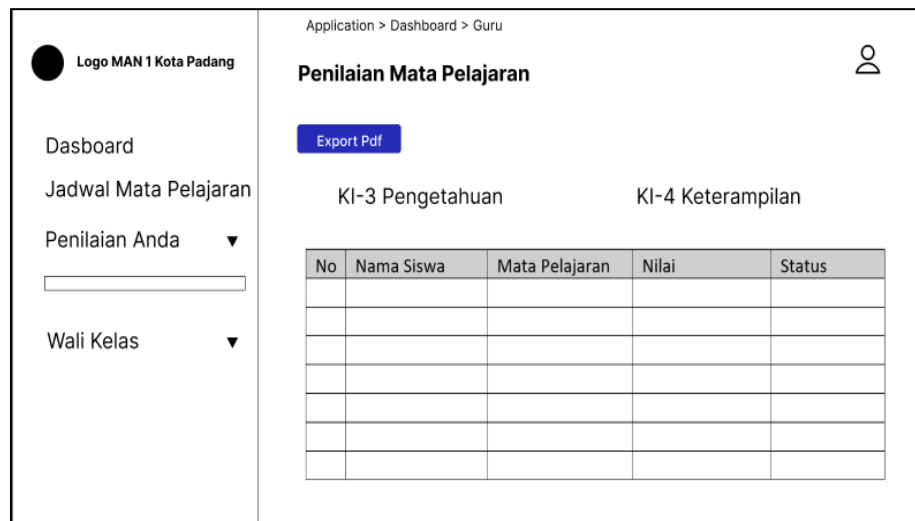 Application > Dashboard > Guru
Logo MAN 1 Kota Padang
Penilaian Mata Pelajaran
Export Pdf
Dasboard
Jadwal Mata Pelajaran
Penilaian Anda ▼
Wali Kelas ▼
KI-3 Pengetahuan KI-4 Keterampilan
No Nama Siswa Mata Pelajaran Nilai Status